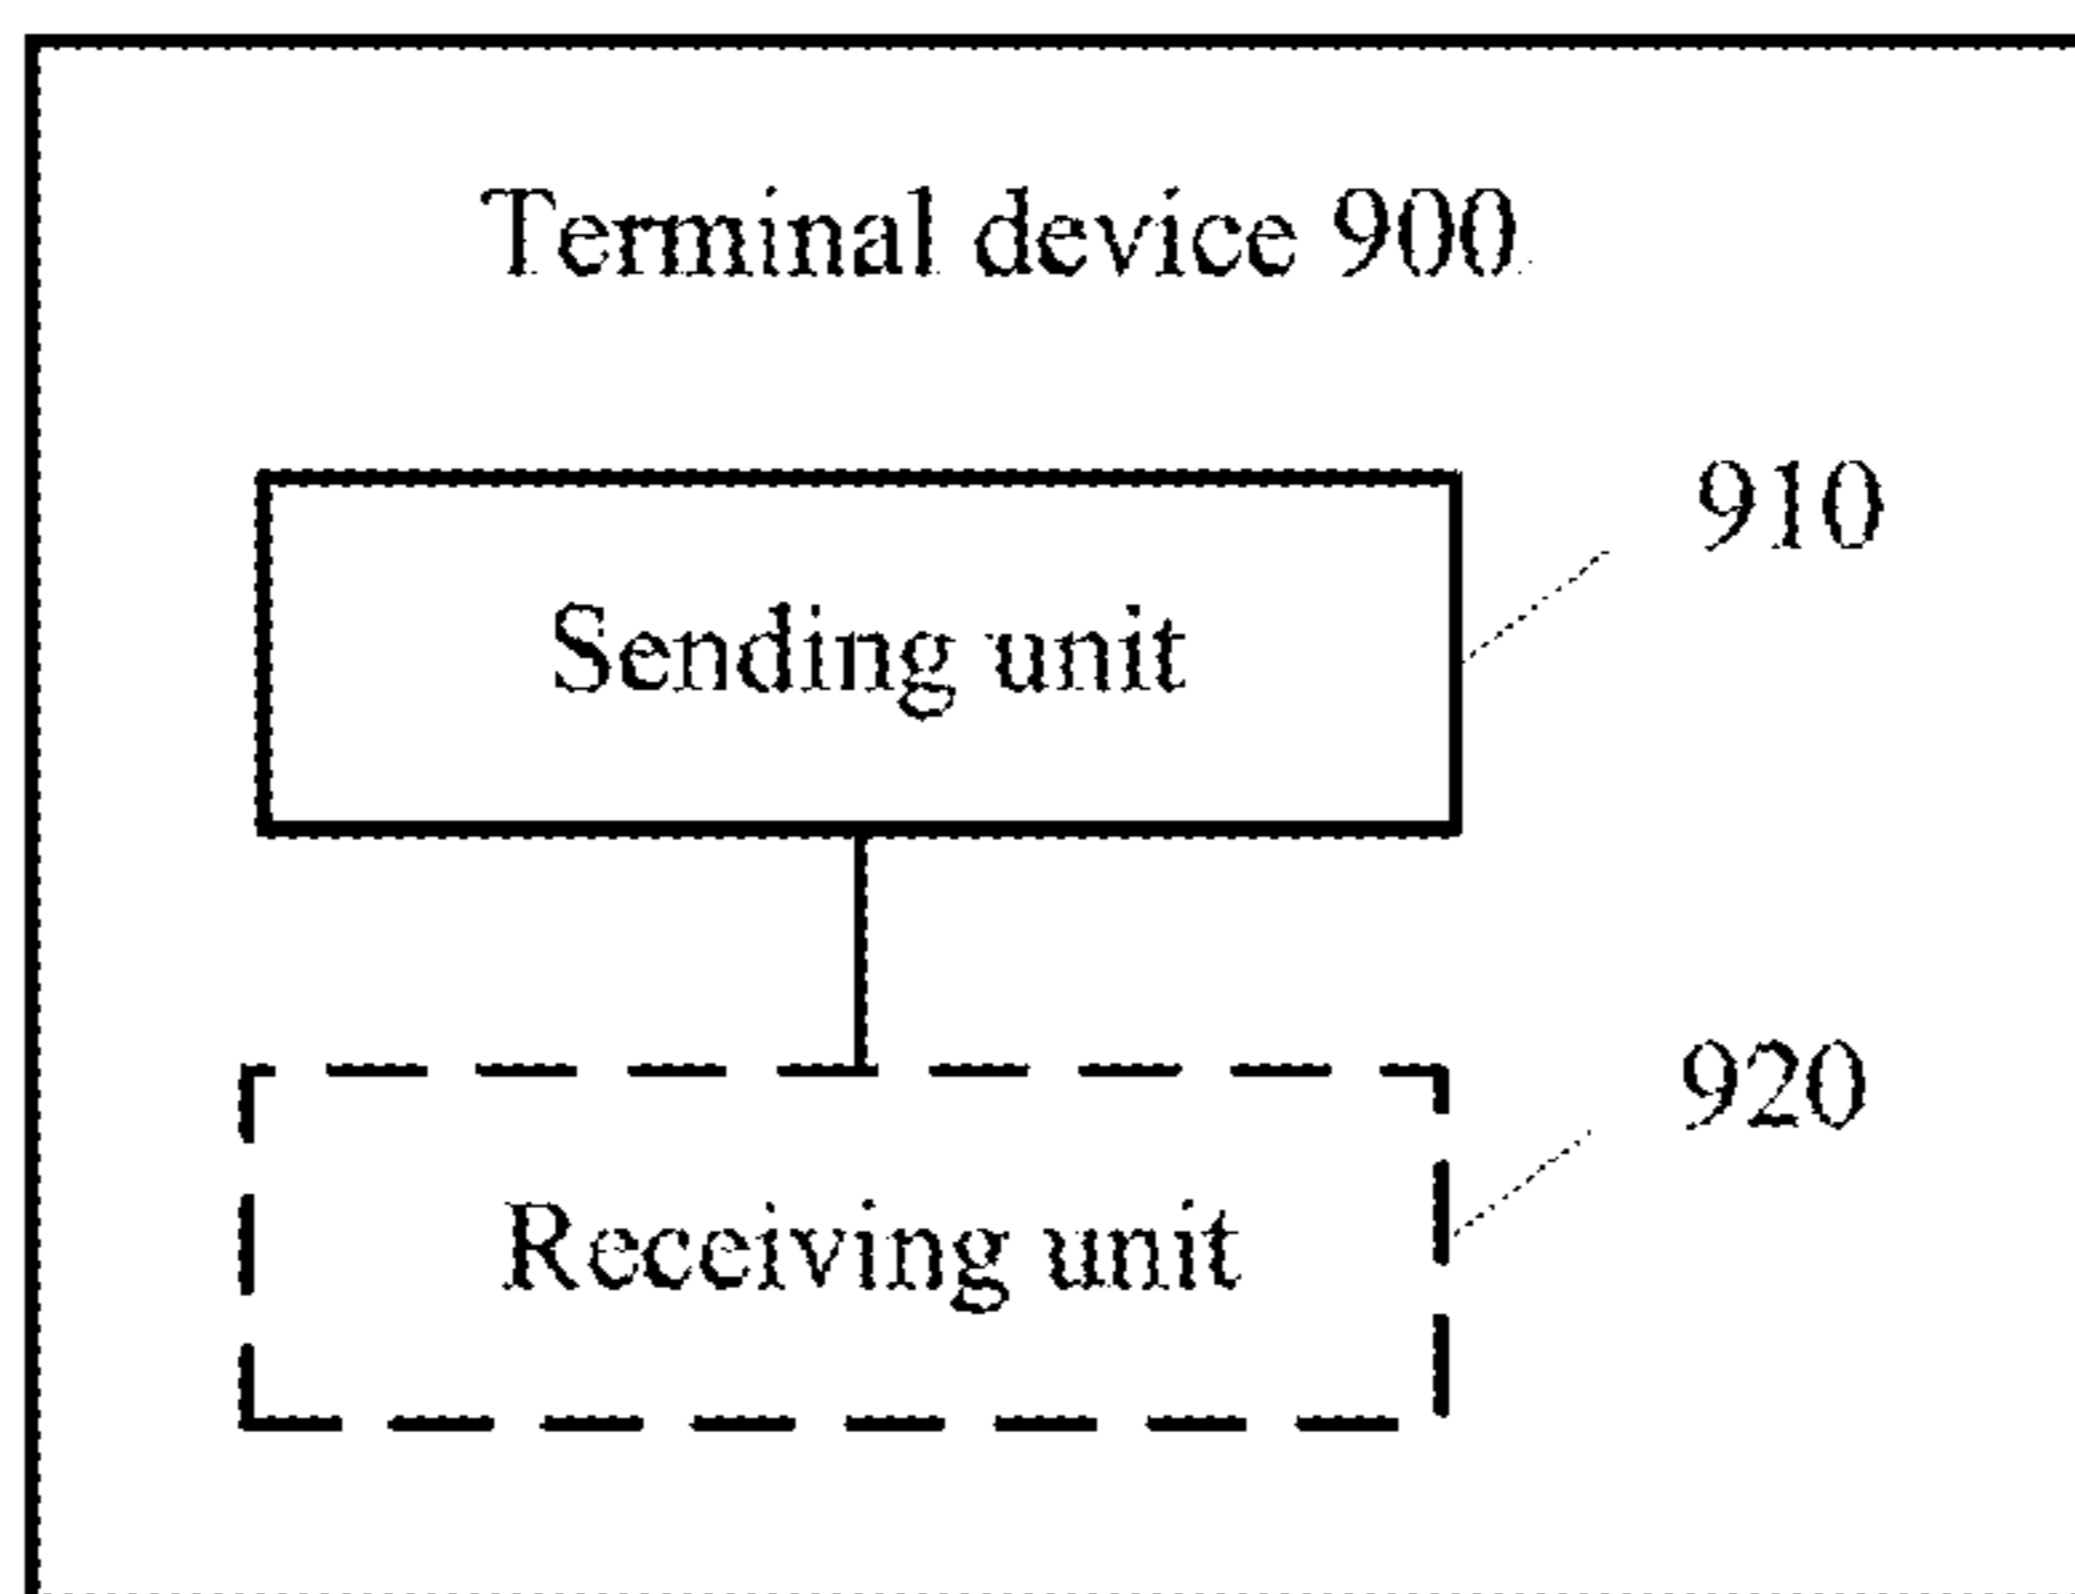 Terminal device 900
910
Sending unit
920
Receiving unit